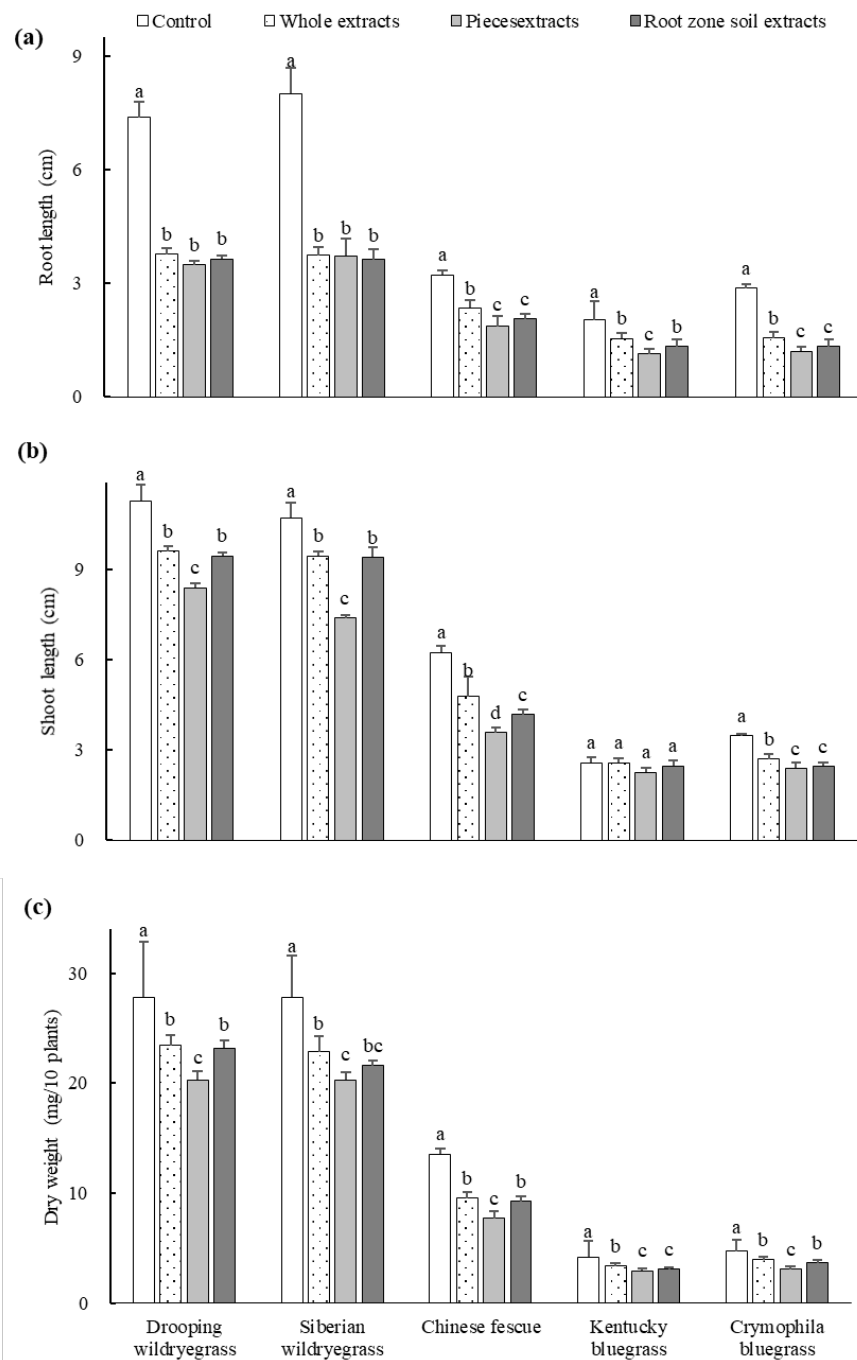 Control Whole extracts Piecesextracts Root zone soil extracts
(a)
9
6
3
0
Root length (cm)
a b b b a b b b a b c c a b c b a b c c
(b)
9
6
3
0
Shoot length (cm)
a b c b a b c b a b d c a a a a a b c c
(c)
30
20
10
0
Dry weight (mg/10 plants)
a b c b a b c bc a b c b a b c c a b c b
Drooping Siberian Chinese fescue Kentucky Crymophila
wildryegrass wildryegrass bluegrass bluegrass